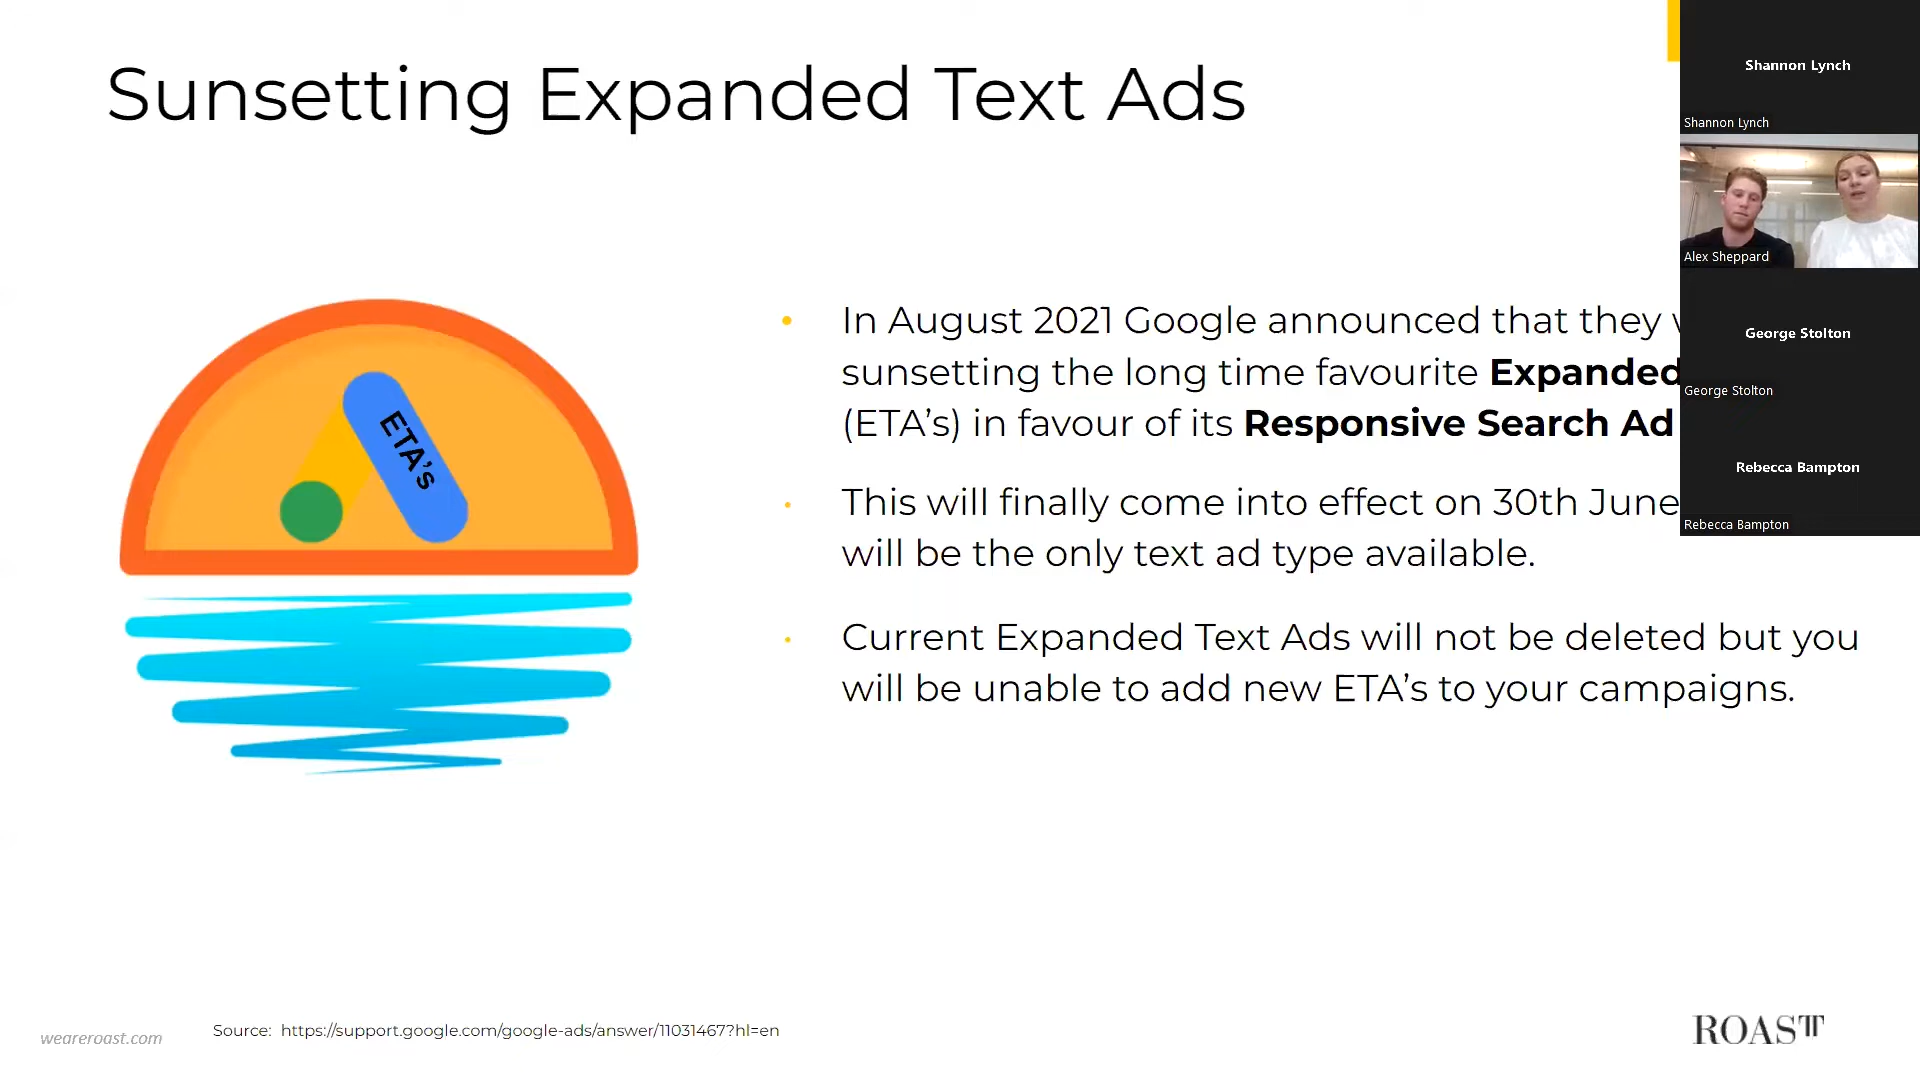 Sunsetting Expanded Text Ads
ETA's
In August 2021 Google announced that they
sunsetting the long time favourite Expanded
(ETA’s) in favour of its Responsive Search Ad
This will finally come into effect on 30th June
will be the only text ad type available.
Current Expanded Text Ads will not be deleted but you
will be unable to add new ETA’s to your campaigns.
Shannon Lynch
Shannon Lynch
Alex Sheppard
George Stolton
George Stolton
Rebecca Bampton
Rebecca Bampton
weareroast.com
Source: https://support.google.com/google-ads/answer/11031467?hl=en
ROAST